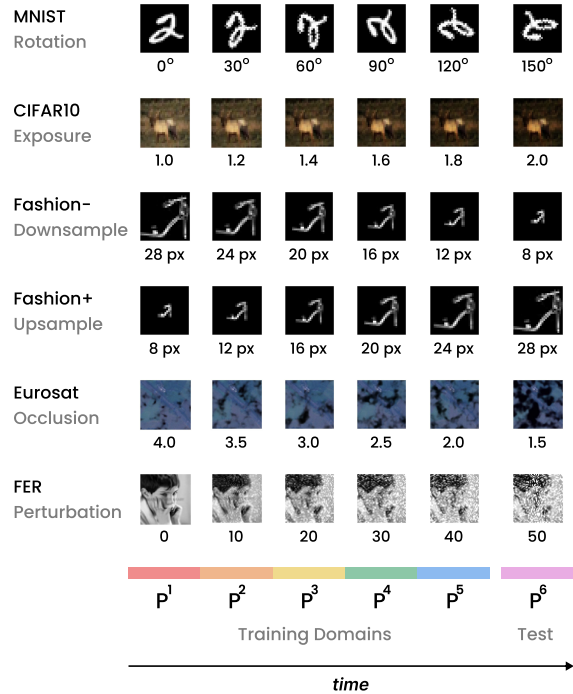 MNIST
Rotation
0° 30° 60° 90° 120° 150°
CIFAR10
Exposure
1.0 1.2 1.4 1.6 1.8 2.0
Fashion-
Downsample
28 px 24 px 20 px 16 px 12 px 8 px
Fashion+
Upsample
8 px 12 px 16 px 20 px 24 px 28 px
Eurosat
Occlusion
4.0 3.5 3.0 2.5 2.0 1.5
FER
Perturbation
0 10 20 30 40 50
P¹ P² P³ P⁴ P⁵ P⁶
Training Domains Test
time